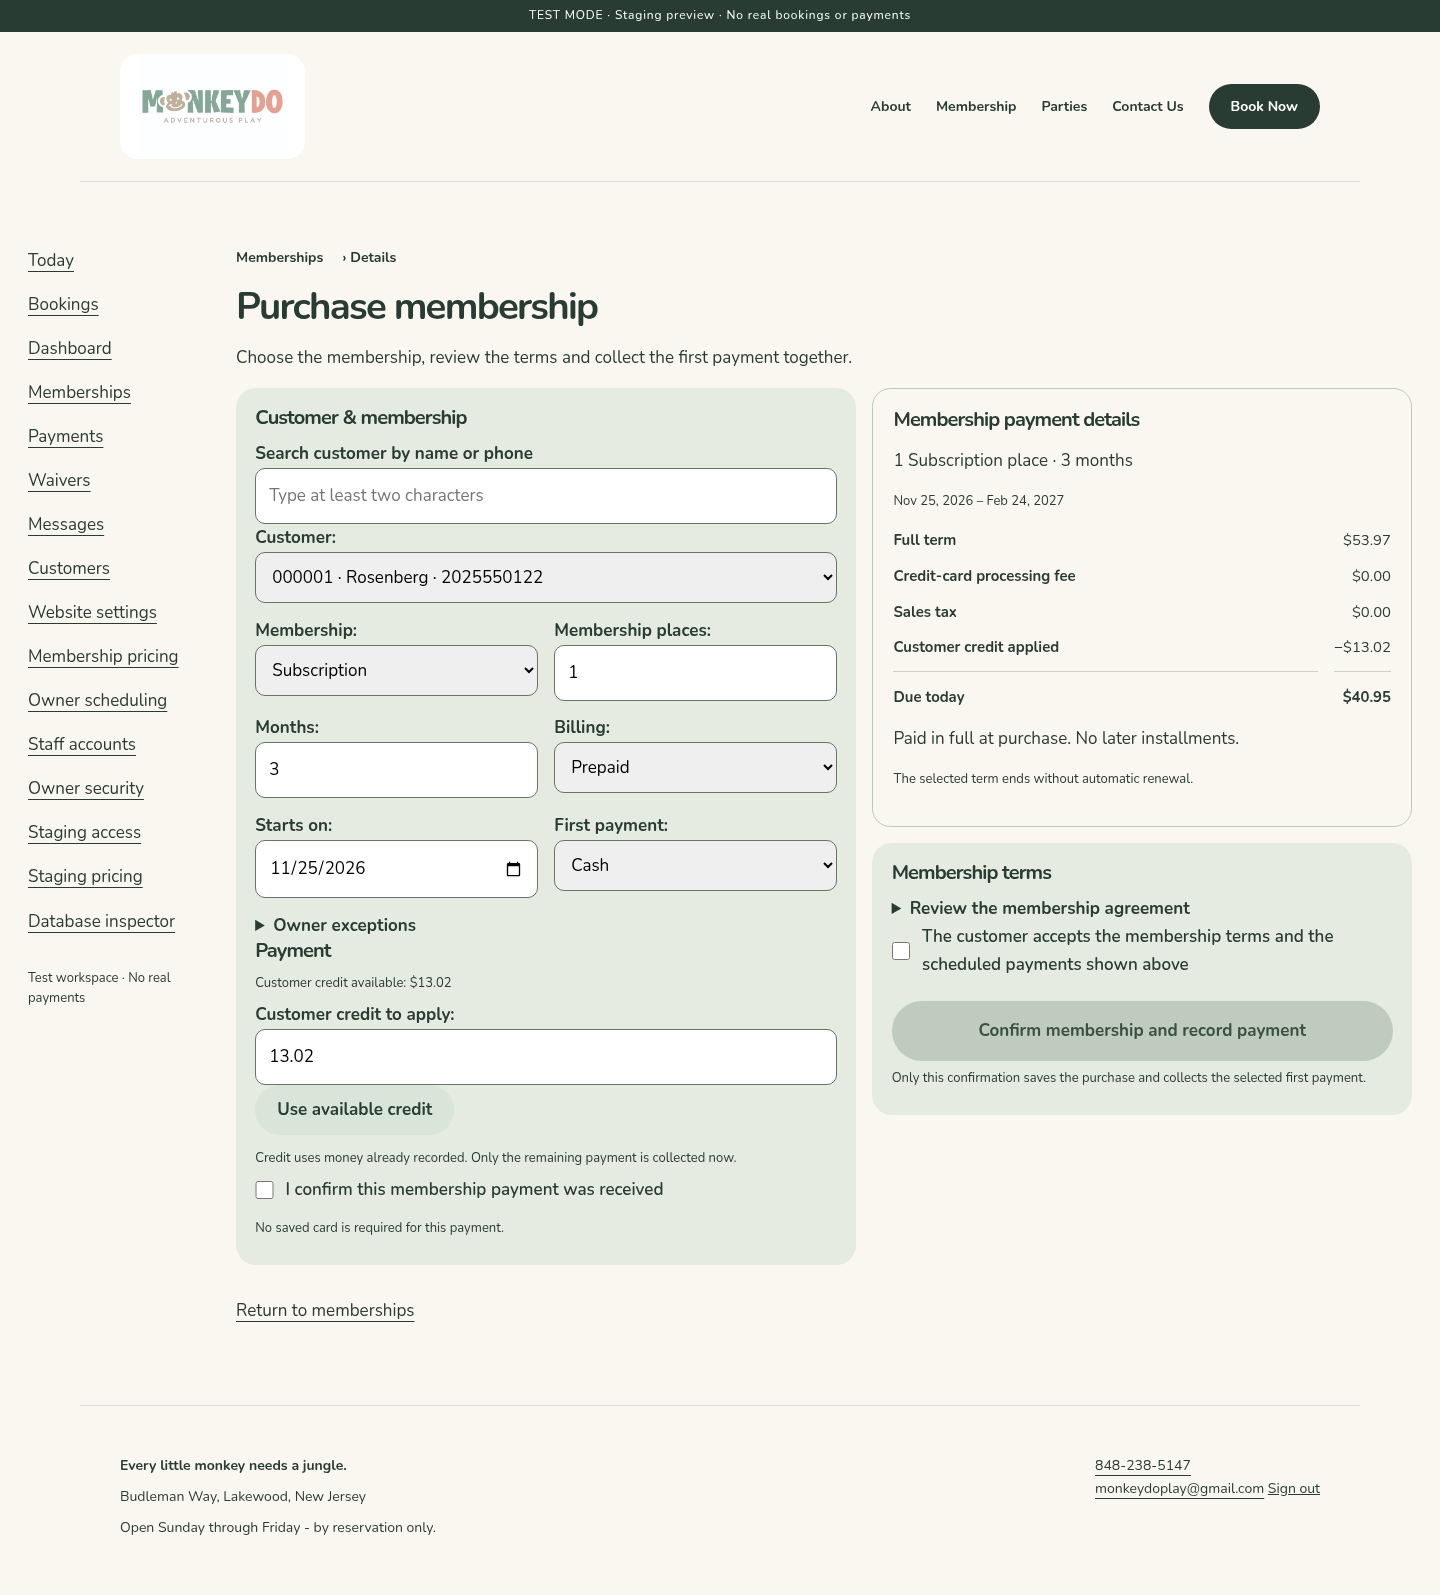 TEST MODE · Staging preview · No real bookings or payments
MONKEYDO
ADVENTUROUS PLAY
About
Membership
Parties
Contact Us
Book Now
Today
Bookings
Dashboard
Memberships
Payments
Waivers
Messages
Customers
Website settings
Membership pricing
Owner scheduling
Staff accounts
Owner security
Staging access
Staging pricing
Database inspector
Test workspace · No real
payments
Memberships › Details
Purchase membership
Choose the membership, review the terms and collect the first payment together.
Customer & membership
Search customer by name or phone
Type at least two characters
Customer:
000001 · Rosenberg · 2025550122
Membership:
Subscription
Membership places:
1
Months:
3
Billing:
Prepaid
Starts on:
11/25/2026
First payment:
Cash
Owner exceptions
Payment
Customer credit available: $13.02
Customer credit to apply:
13.02
Use available credit
Credit uses money already recorded. Only the remaining payment is collected now.
I confirm this membership payment was received
No saved card is required for this payment.
Return to memberships
Membership payment details
1 Subscription place · 3 months
Nov 25, 2026 – Feb 24, 2027
Full term $53.97
Credit-card processing fee $0.00
Sales tax $0.00
Customer credit applied −$13.02
Due today $40.95
Paid in full at purchase. No later installments.
The selected term ends without automatic renewal.
Membership terms
Review the membership agreement
The customer accepts the membership terms and the
scheduled payments shown above
Confirm membership and record payment
Only this confirmation saves the purchase and collects the selected first payment.
Every little monkey needs a jungle.
Budleman Way, Lakewood, New Jersey
Open Sunday through Friday - by reservation only.
848-238-5147
monkeydoplay@gmail.com Sign out